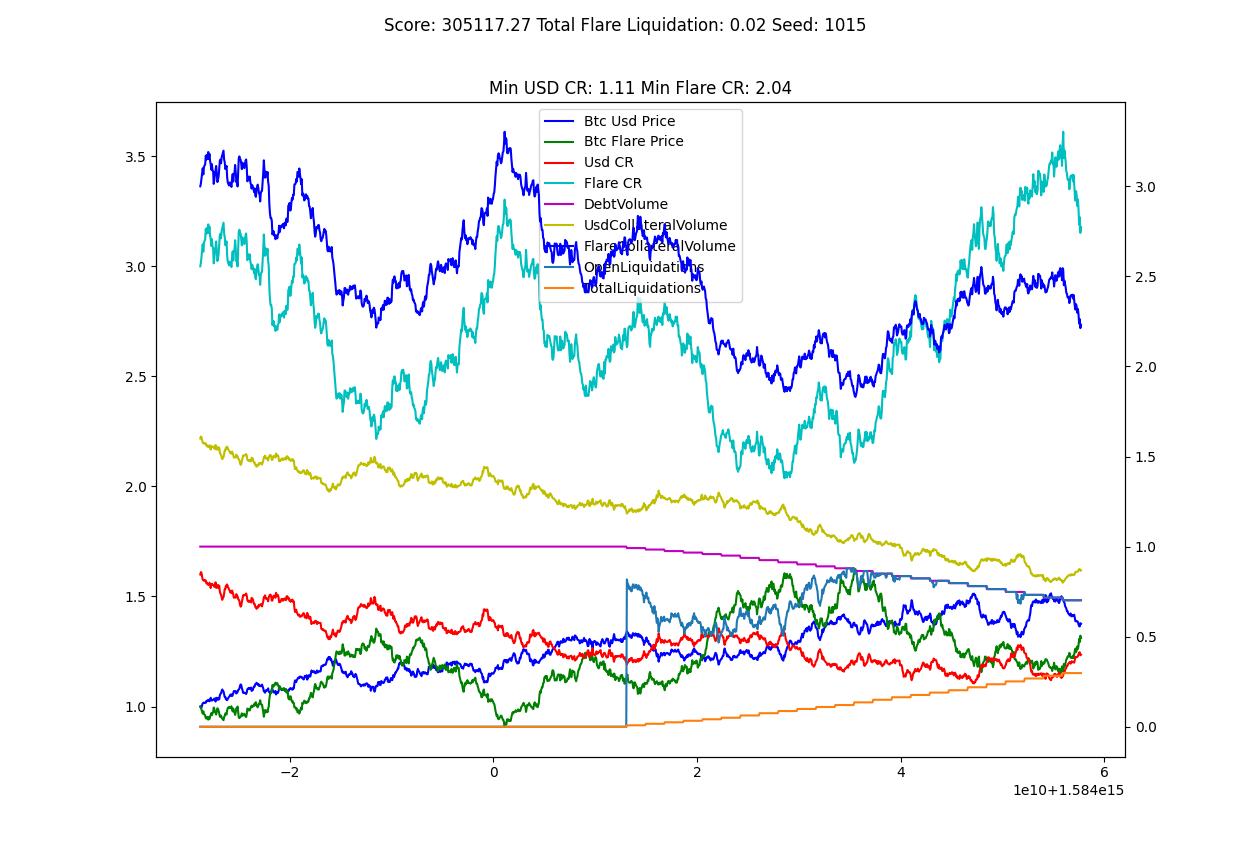 Score: 305117.27 Total Flare Liquidation: 0.02 Seed: 1015
Min USD CR: 1.11 Min Flare CR: 2.04
Btc Usd Price
Btc Flare Price
Usd CR
Flare CR
DebtVolume
UsdCollateralVolume
FlareCollateralVolume
OpenLiquidations
TotalLiquidations
3.5
3.0
2.5
2.0
1.5
1.0
3.0
2.5
2.0
1.5
1.0
0.5
0.0
−2
0
2
4
6
1e10+1.584e15